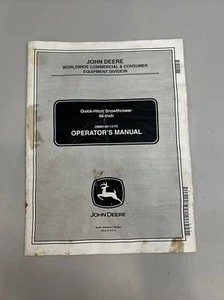 JOHN DEERE
WORLDWIDE COMMERCIAL & CONSUMER
EQUIPMENT DIVISION
Quick-Hitch Snowthrower
46-Inch
OPERATOR'S MANUAL
JOHN DEERE